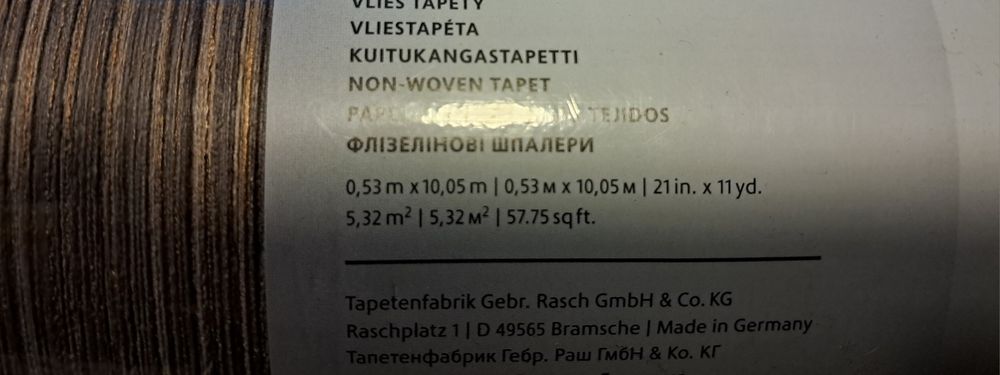 VLIES TAPETY
VLIESTAPÉTA
KUITUKANGASTAPETTI
NON-WOVEN TAPET
TEJIDOS
ФЛІЗЕЛІНОВІ ШПАЛЕРИ
0,53 m x 10,05 m | 0,53 м x 10,05 м | 21 in. x 11 yd.
5,32 m² | 5,32 м² | 57.75 sq ft.
Tapetenfabrik Gebr. Rasch GmbH & Co. KG
Raschplatz 1 | D 49565 Bramsche | Made in Germany
Тапетенфабрик Гебр. Раш ГмбН & Ко. КГ